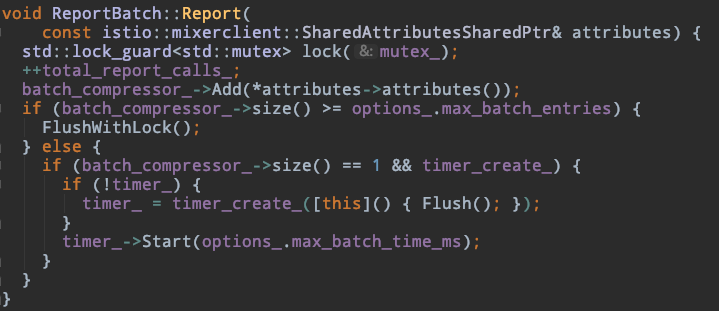 void ReportBatch::Report(
    const istio::mixerclient::SharedAttributesSharedPtr& attributes) {
  std::lock_guard<std::mutex> lock( &: mutex_);
  ++total_report_calls_;
  batch_compressor_->Add(*attributes->attributes());
  if (batch_compressor_->size() >= options_.max_batch_entries) {
    FlushWithLock();
  } else {
    if (batch_compressor_->size() == 1 && timer_create_) {
      if (!timer_) {
        timer_ = timer_create_([this]() { Flush(); });
      }
      timer_->Start(options_.max_batch_time_ms);
    }
  }
}